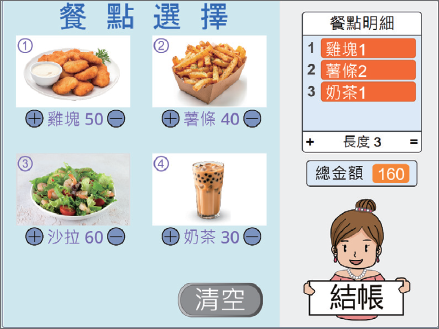 餐點選擇
①
②
+ 雞塊 50 −
+ 薯條 40 −
③
④
+ 沙拉 60 −
+ 奶茶 30 −
清空
餐點明細
1 雞塊1
2 薯條2
3 奶茶1
+ 長度 3 =
總金額 160
結帳